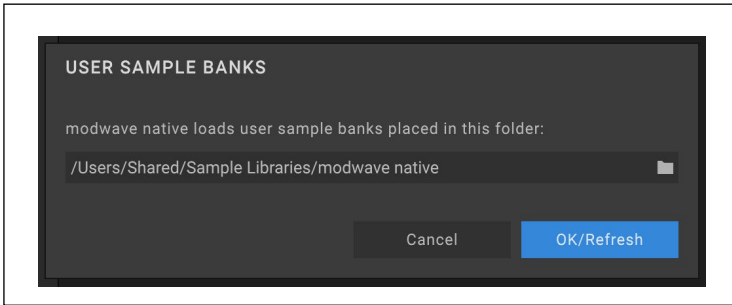 USER SAMPLE BANKS
modwave native loads user sample banks placed in this folder:
/Users/Shared/Sample Libraries/modwave native
Cancel
OK/Refresh